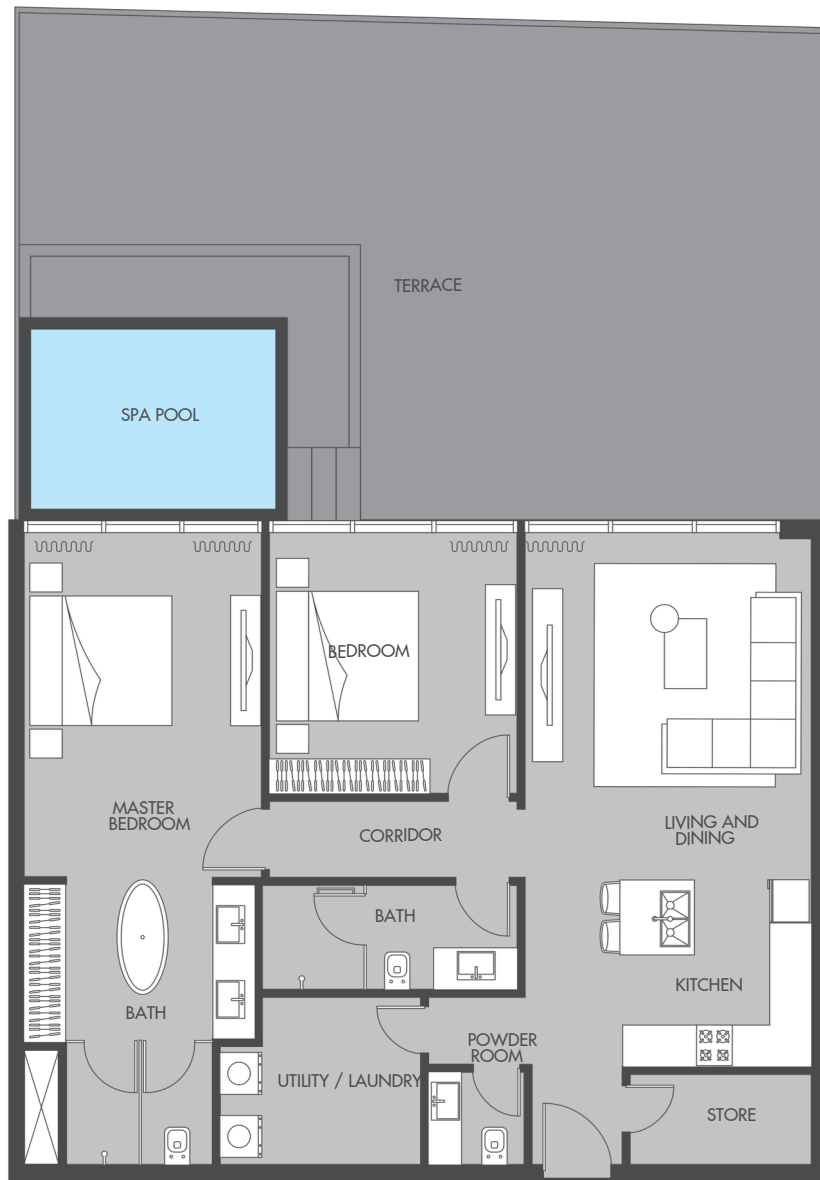 TERRACE
SPA POOL
BEDROOM
MASTER
BEDROOM
CORRIDOR
LIVING AND
DINING
BATH
KITCHEN
BATH
POWDER
ROOM
UTILITY / LAUNDRY
STORE